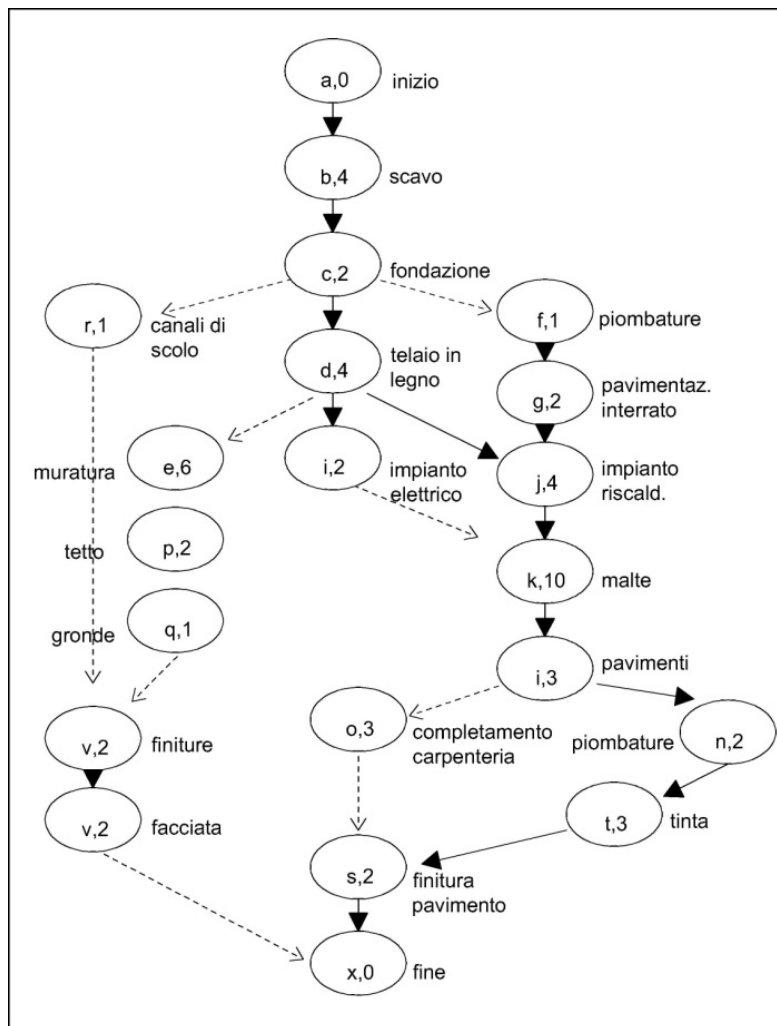 a,0
inizio
b,4
scavo
c,2
fondazione
r,1
canali di
scolo
f,1
piombature
d,4
telaio in
legno
g,2
pavimentaz.
interrato
muratura
e,6
i,2
impianto
elettrico
j,4
impianto
riscald.
tetto
p,2
k,10
malte
gronde
q,1
i,3
pavimenti
v,2
finiture
o,3
completamento
carpenteria
piombature
n,2
v,2
facciata
t,3
tinta
s,2
finitura
pavimento
x,0
fine